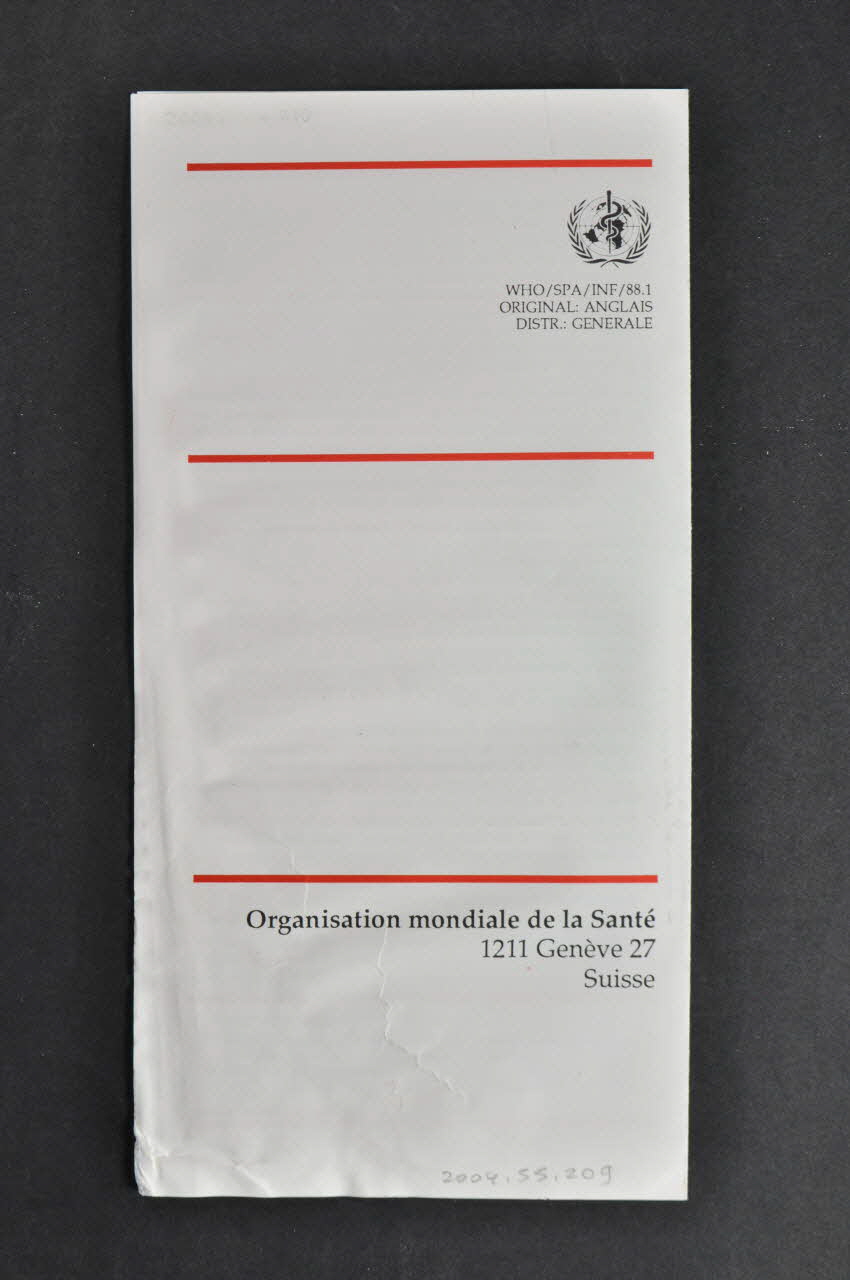 WHO/SPA/INF/88.1
ORIGINAL: ANGLAIS
DISTR.: GENERALE
Organisation mondiale de la Santé
1211 Genève 27
Suisse
2004.55.209